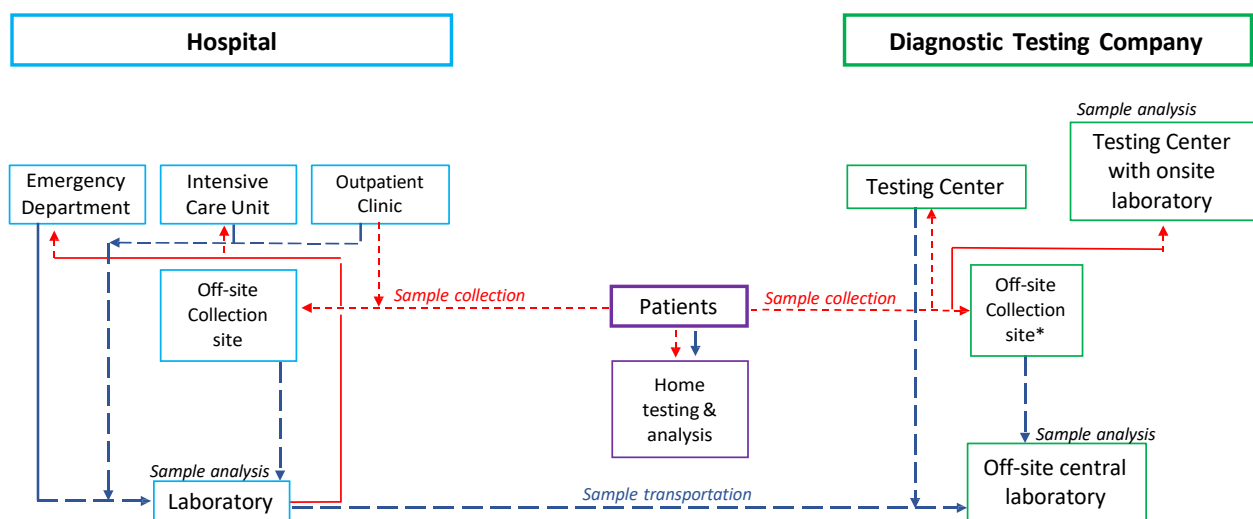 Hospital
Diagnostic Testing Company
Sample analysis
Testing Center
with onsite
laboratory
Emergency
Department
Intensive
Care Unit
Outpatient
Clinic
Testing Center
Off-site
Collection
site
Sample collection
Patients
Sample collection
Off-site
Collection
site*
Home
testing &
analysis
Sample analysis
Laboratory
Sample transportation
Sample analysis
Off-site central
laboratory